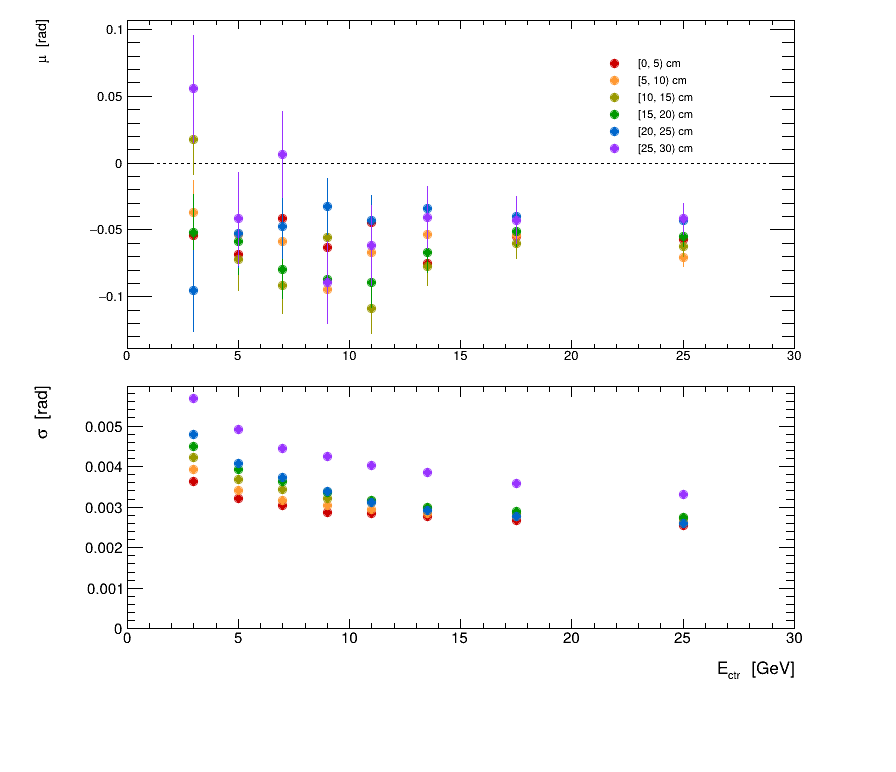 μ [rad]
0.1
0.05
0
−0.05
−0.1
[0, 5) cm
[5, 10) cm
[10, 15) cm
[15, 20) cm
[20, 25) cm
[25, 30) cm
0 5 10 15 20 25 30
σ [rad]
0.005
0.004
0.003
0.002
0.001
0
0 5 10 15 20 25 30
E_ctr [GeV]